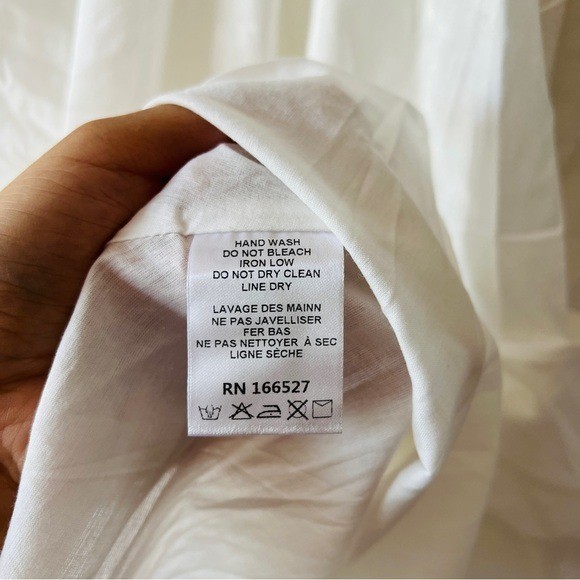 HAND WASH
DO NOT BLEACH
IRON LOW
DO NOT DRY CLEAN
LINE DRY
LAVAGE DES MAINN
NE PAS JAVELLISER
FER BAS
NE PAS NETTOYER À SEC
LIGNE SÈCHE
RN 166527